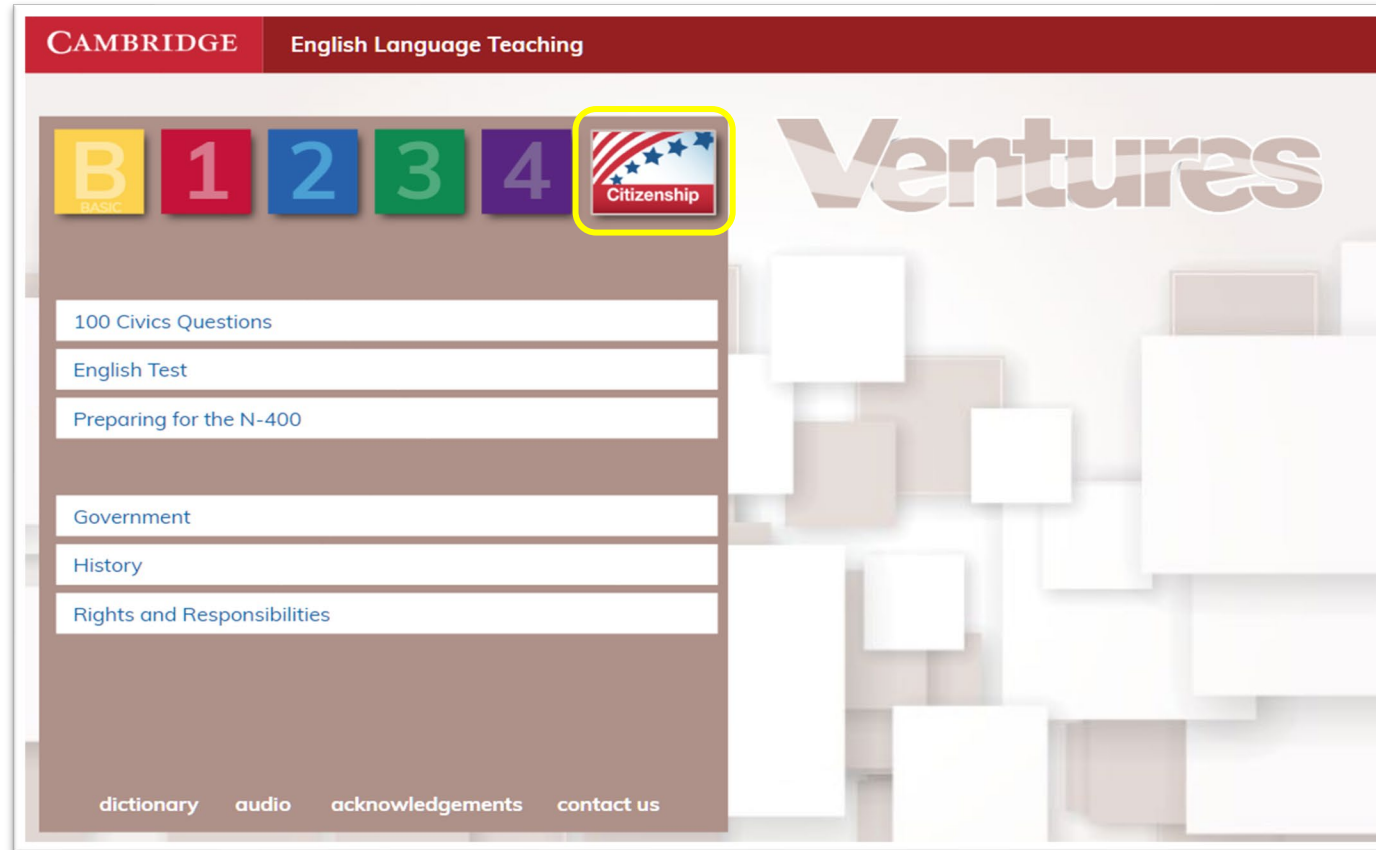 CAMBRIDGE English Language Teaching
B 1 2 3 4 Citizenship
BASIC
Ventures
100 Civics Questions
English Test
Preparing for the N-400
Government
History
Rights and Responsibilities
dictionary audio acknowledgements contact us